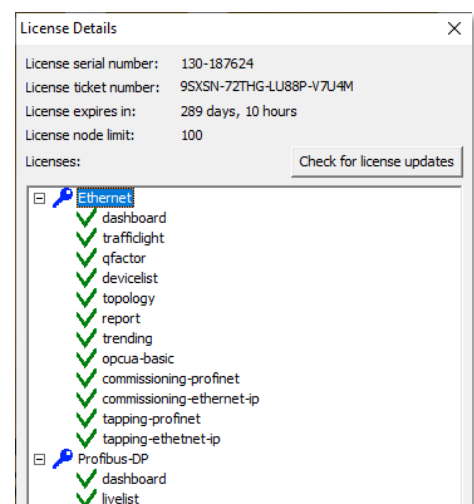 License Details
License serial number: 130-187624
License ticket number: 9SXSN-72THG-LU88P-V7U4M
License expires in: 289 days, 10 hours
License node limit: 100
Licenses: Check for license updates
Ethernet
dashboard
trafficlight
qfactor
devicelist
topology
report
trending
opcua-basic
commissioning-profinet
commissioning-ethernet-ip
tapping-profinet
tapping-ethetnet-ip
Profibus-DP
dashboard
livelist